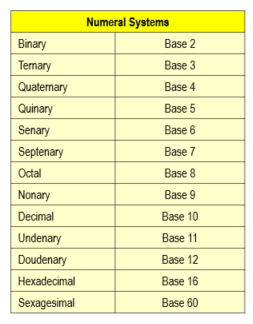 Numeral Systems
Binary Base 2
Ternary Base 3
Quaternary Base 4
Quinary Base 5
Senary Base 6
Septenary Base 7
Octal Base 8
Nonary Base 9
Decimal Base 10
Undenary Base 11
Doudenary Base 12
Hexadecimal Base 16
Sexagesimal Base 60